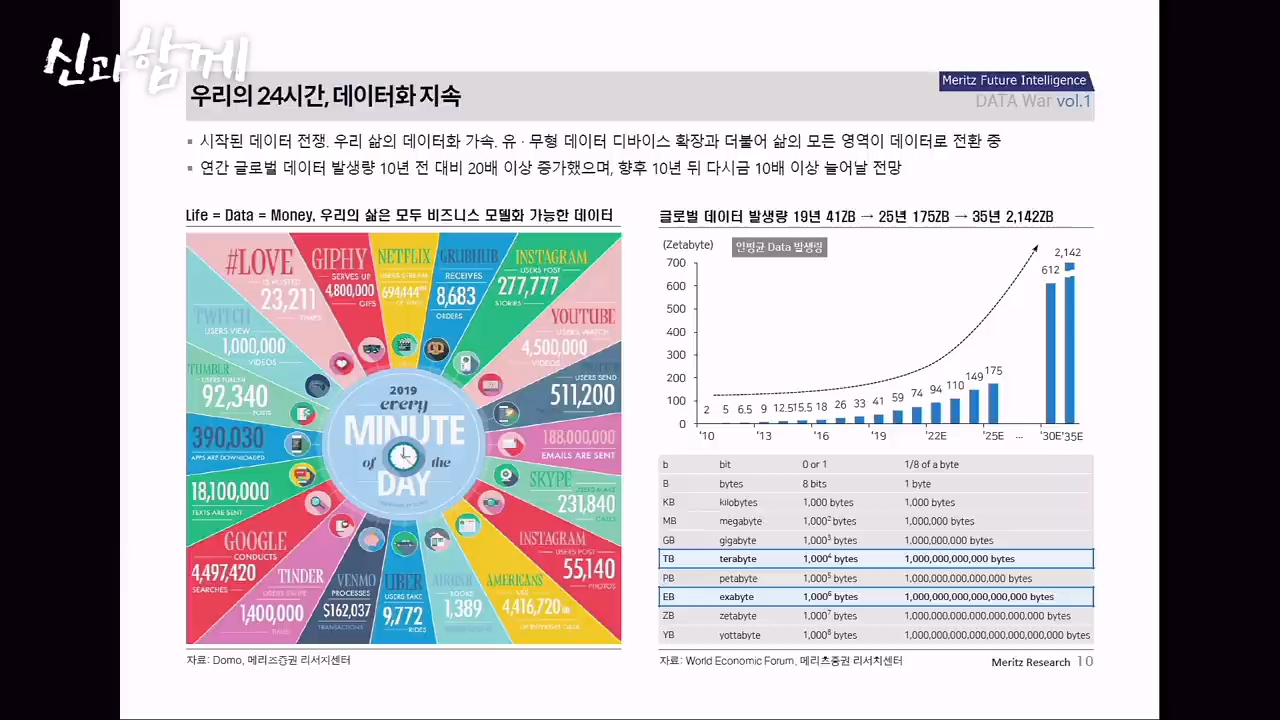 신과함께
우리의 24시간, 데이터화 지속
Meritz Future Intelligence
DATA War vol.1
▪ 시작된 데이터 전쟁. 우리 삶의 데이터화 가속. 유 · 무형 데이터 디바이스 확장과 더불어 삶의 모든 영역이 데이터로 전환 중
▪ 연간 글로벌 데이터 발생량 10년 전 대비 20배 이상 증가했으며, 향후 10년 뒤 다시금 10배 이상 늘어날 전망
Life = Data = Money, 우리의 삶은 모두 비즈니스 모델화 가능한 데이터
#LOVE
IS POSTED
23,211
TIMES
GIPHY
SERVES UP
4,800,000
GIFS
NETFLIX
USERS STREAM
694,444
GRUBHUB
RECEIVES
8,683
ORDERS
INSTAGRAM
USERS POST
277,777
STORIES
YOUTUBE
USERS WATCH
4,500,000
VIDEOS
USERS SEND
511,200
188,000,000
EMAILS ARE SENT
SKYPE
USERS MAKE
231,840
CALLS
INSTAGRAM
USERS POST
55,140
PHOTOS
AMERICANS
USE
4,416,720
OF INTERNET DATA
AIRBNB
BOOKS
1,389
UBER
USERS TAKE
9,772
RIDES
VENMO
PROCESSES
$162,037
TRANSACTIONS
TINDER
USERS SWIPE
1,400,000
TIMES
GOOGLE
CONDUCTS
4,497,420
SEARCHES
18,100,000
TEXTS ARE SENT
390,030
APPS ARE DOWNLOADED
TUMBLR
USERS PUBLISH
92,340
POSTS
TWITCH
USERS VIEW
1,000,000
VIDEOS
2019
every
MINUTE
of the
DAY
자료: Domo, 메리츠증권 리서치센터
글로벌 데이터 발생량 19년 41ZB → 25년 175ZB → 35년 2,142ZB
(Zetabyte)
연평균 Data 발생량
700
600
500
400
300
200
100
0
2 5 6.5 9 12.5 15.5 18 26 33 41 59 74 94 110 149 175 612 2,142
'10 '13 '16 '19 '22E '25E ... '30E '35E
b bit 0 or 1 1/8 of a byte
B bytes 8 bits 1 byte
KB kilobytes 1,000 bytes 1,000 bytes
MB megabyte 1,000² bytes 1,000,000 bytes
GB gigabyte 1,000³ bytes 1,000,000,000 bytes
TB terabyte 1,000⁴ bytes 1,000,000,000,000 bytes
PB petabyte 1,000⁵ bytes 1,000,000,000,000,000 bytes
EB exabyte 1,000⁶ bytes 1,000,000,000,000,000,000 bytes
ZB zetabyte 1,000⁷ bytes 1,000,000,000,000,000,000,000 bytes
YB yottabyte 1,000⁸ bytes 1,000,000,000,000,000,000,000,000 bytes
자료: World Economic Forum, 메리츠증권 리서치센터
Meritz Research 10